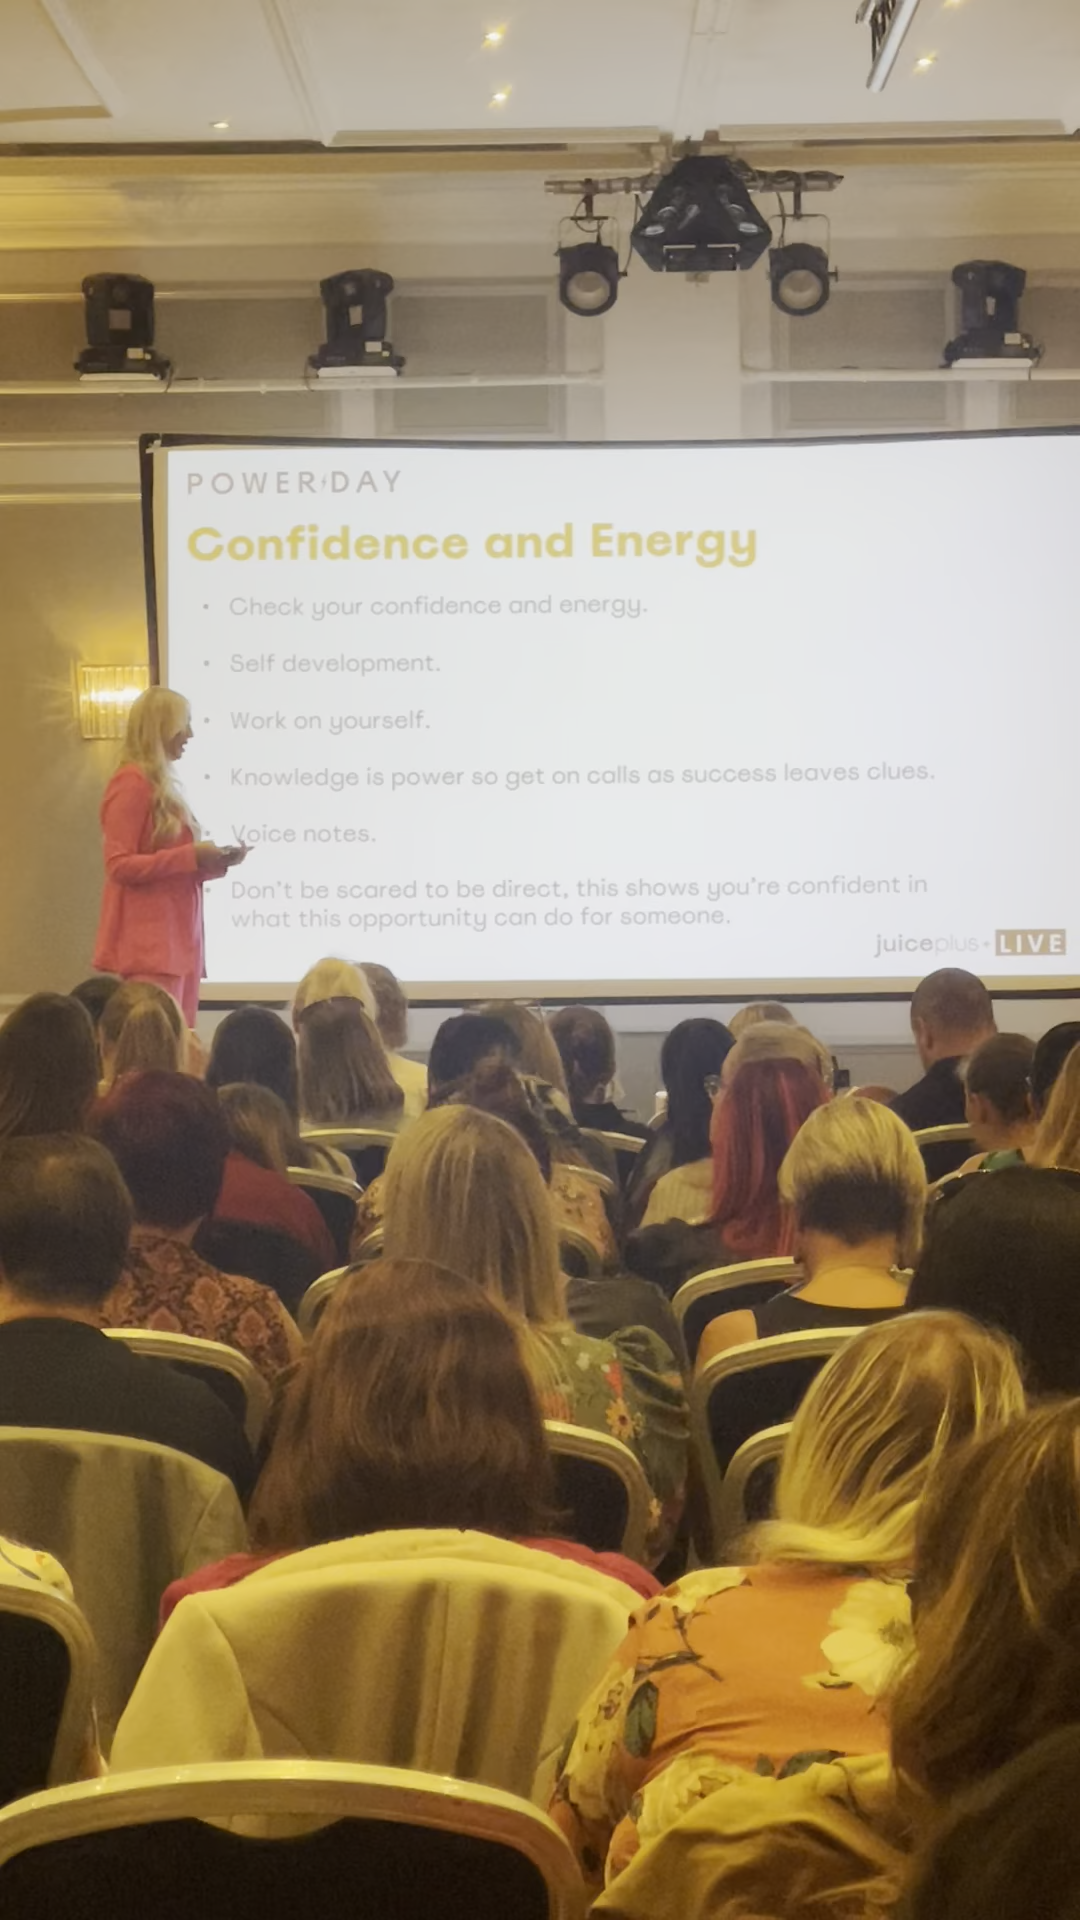 POWER⚡DAY
Confidence and Energy
• Check your confidence and energy.
• Self development.
• Work on yourself.
• Knowledge is power so get on calls as success leaves clues.
• Voice notes.
• Don't be scared to be direct, this shows you're confident in
what this opportunity can do for someone.
juiceplus+ LIVE